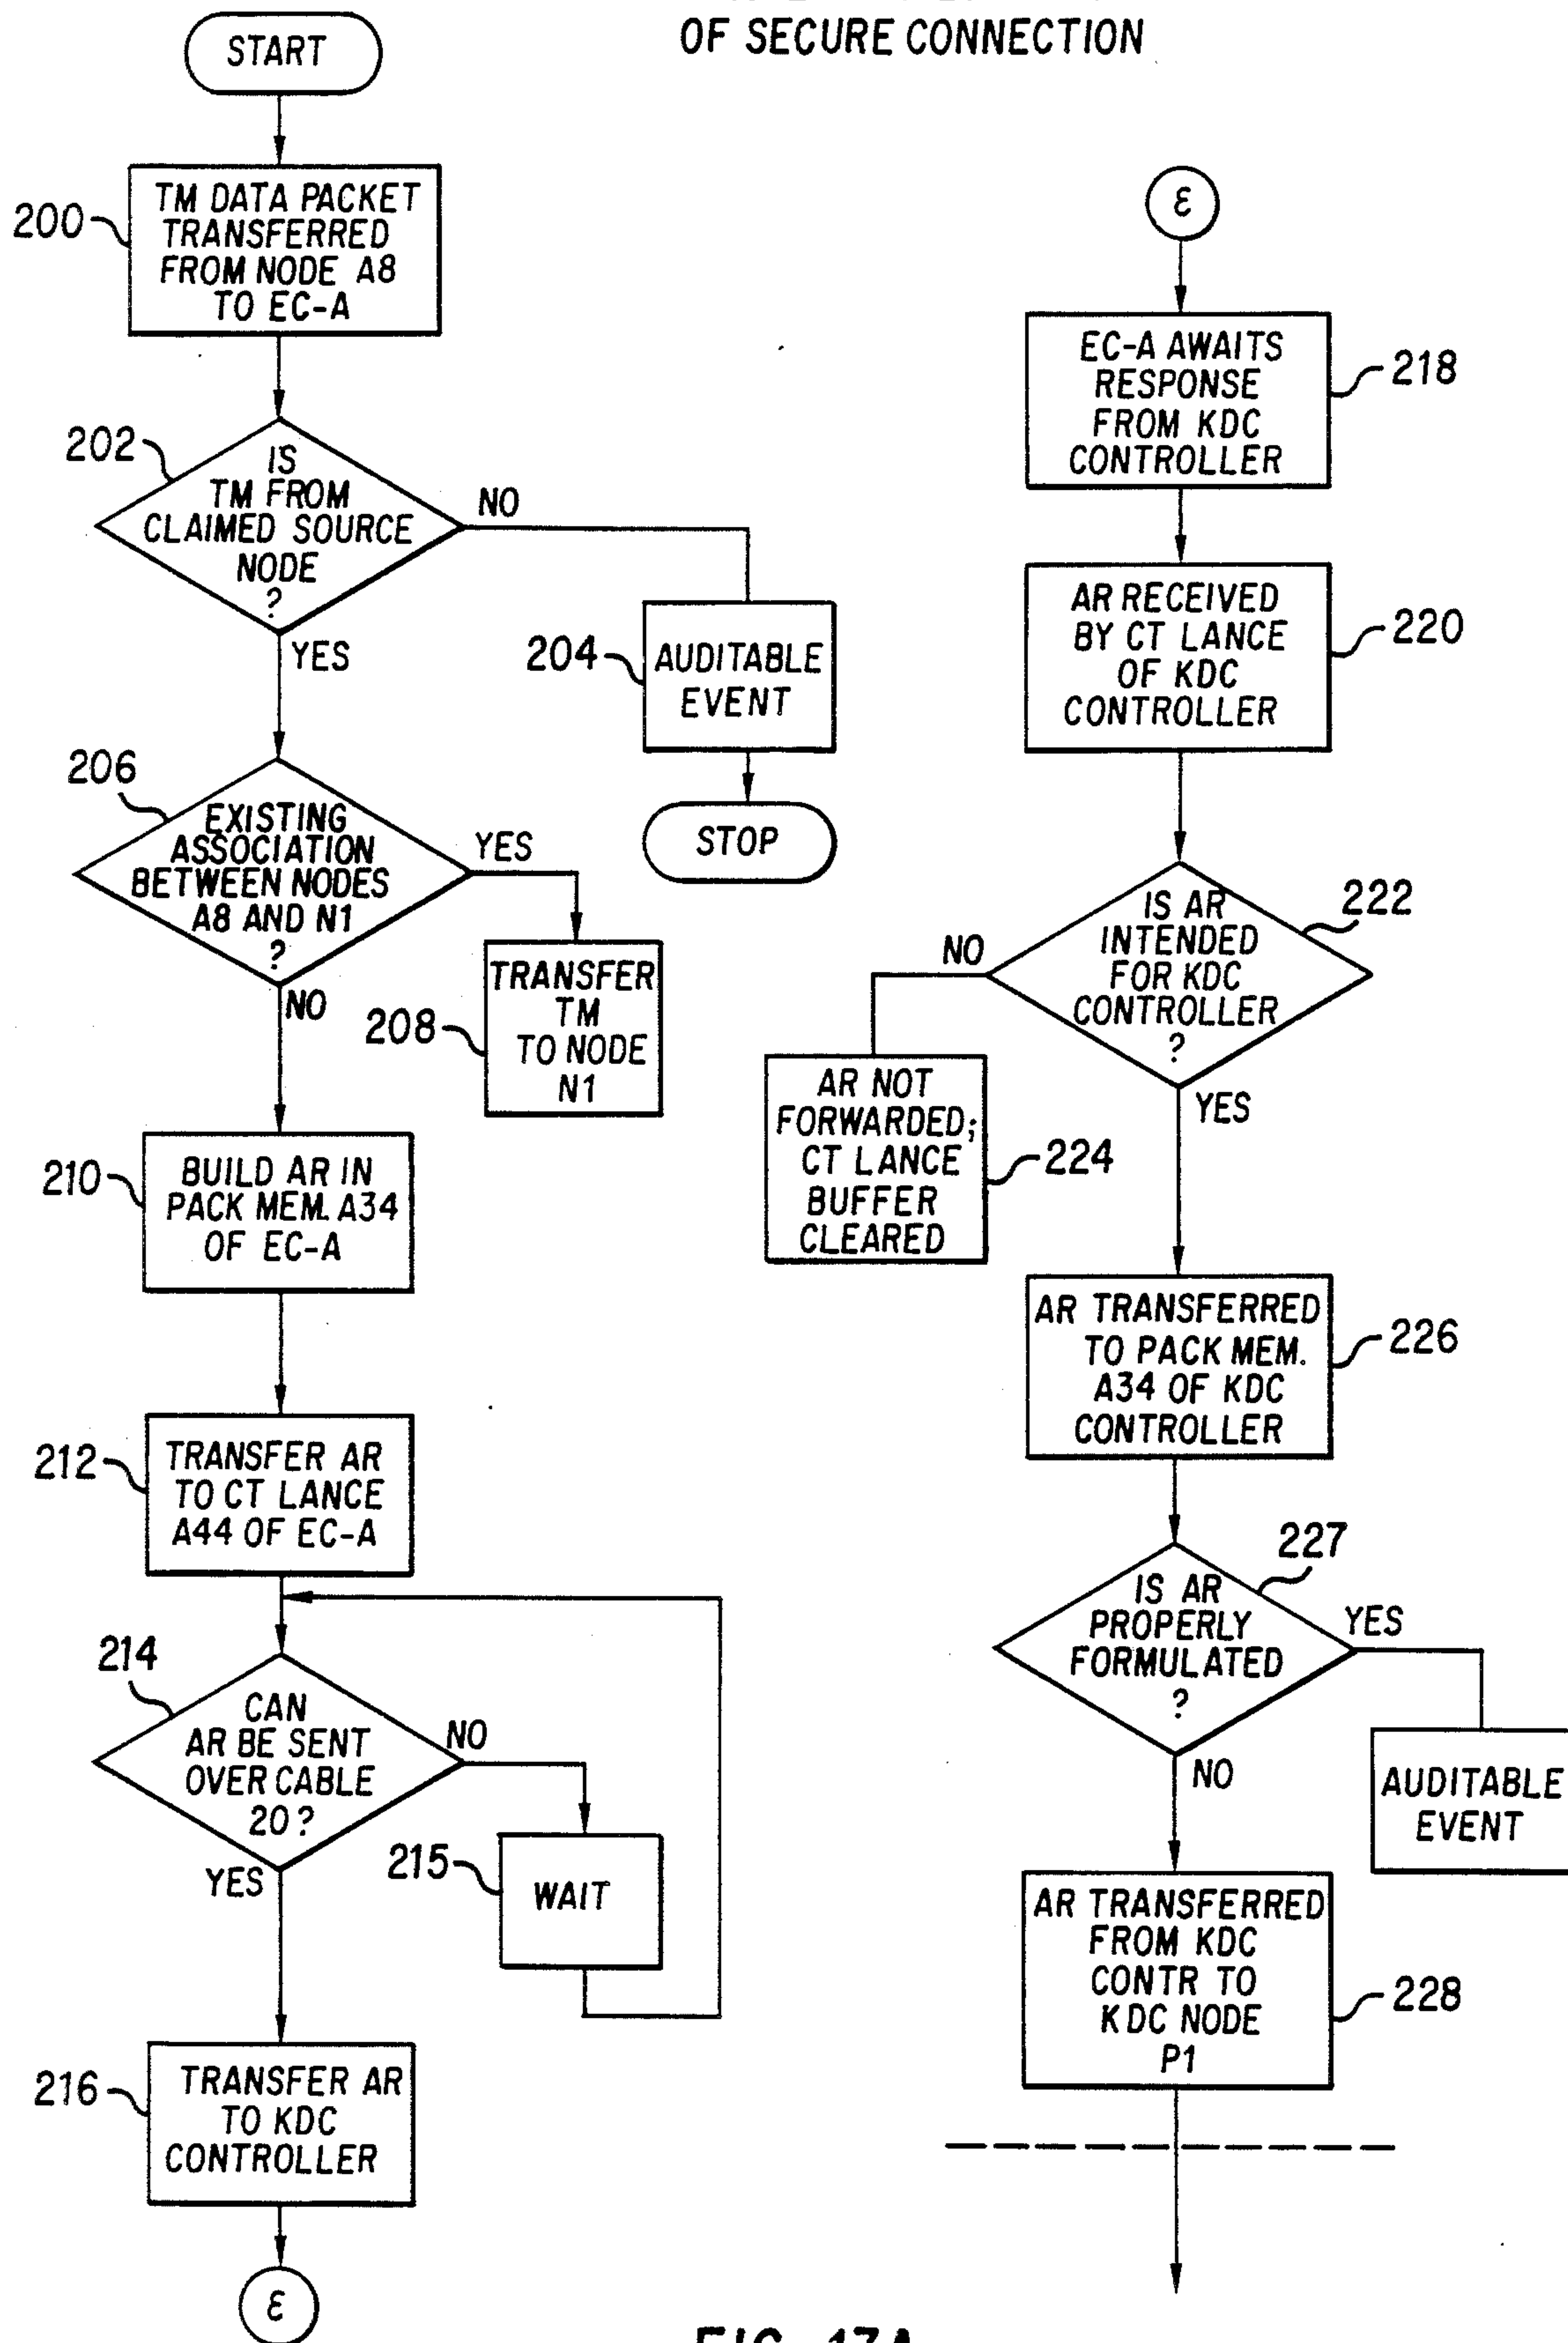 OF SECURE CONNECTION
START
200
TM DATA PACKET
TRANSFERRED
FROM NODE A8
TO EC-A
202
IS
TM FROM
CLAIMED SOURCE
NODE
?
NO
YES
204
AUDITABLE
EVENT
STOP
206
EXISTING
ASSOCIATION
BETWEEN NODES
A8 AND N1
?
YES
NO
208
TRANSFER
TM
TO NODE
N1
210
BUILD AR IN
PACK MEM. A34
OF EC-A
212
TRANSFER AR
TO CT LANCE
A44 OF EC-A
214
CAN
AR BE SENT
OVER CABLE
20?
NO
YES
215
WAIT
216
TRANSFER AR
TO KDC
CONTROLLER
ε
ε
EC-A AWAITS
RESPONSE
FROM KDC
CONTROLLER
218
AR RECEIVED
BY CT LANCE
OF KDC
CONTROLLER
220
IS AR
INTENDED
FOR KDC
CONTROLLER
?
222
NO
YES
AR NOT
FORWARDED;
CT LANCE
BUFFER
CLEARED
224
AR TRANSFERRED
TO PACK MEM.
A34 OF KDC
CONTROLLER
226
227
IS AR
PROPERLY
FORMULATED
?
YES
NO
AUDITABLE
EVENT
AR TRANSFERRED
FROM KDC
CONTR TO
KDC NODE
P1
228
FIG. 17A